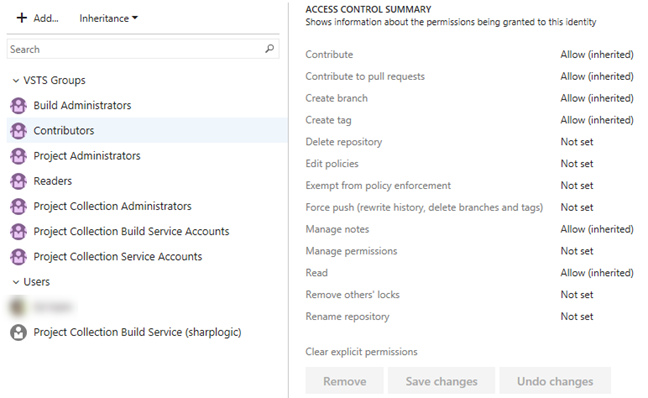 Add...
Inheritance
Search
VSTS Groups
Build Administrators
Contributors
Project Administrators
Readers
Project Collection Administrators
Project Collection Build Service Accounts
Project Collection Service Accounts
Users
Project Collection Build Service (sharplogic)
ACCESS CONTROL SUMMARY
Shows information about the permissions being granted to this identity
Contribute Allow (inherited)
Contribute to pull requests Allow (inherited)
Create branch Allow (inherited)
Create tag Allow (inherited)
Delete repository Not set
Edit policies Not set
Exempt from policy enforcement Not set
Force push (rewrite history, delete branches and tags) Not set
Manage notes Allow (inherited)
Manage permissions Not set
Read Allow (inherited)
Remove others' locks Not set
Rename repository Not set
Clear explicit permissions
Remove Save changes Undo changes